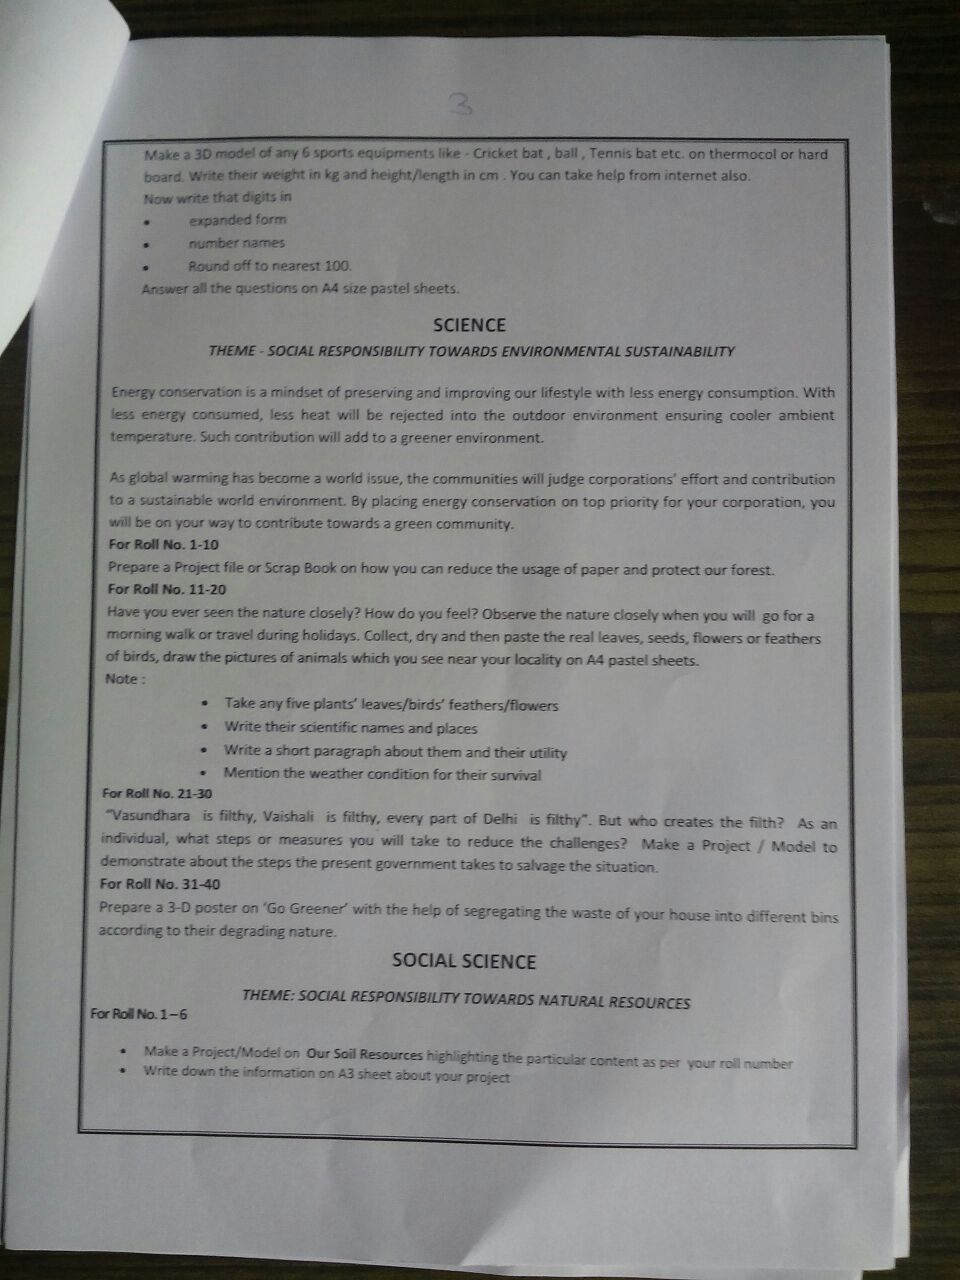 3
Make a 3D model of any 6 sports equipments like - Cricket bat , ball , Tennis bat etc. on thermocol or hard
board. Write their weight in kg and height/length in cm . You can take help from internet also.
Now write that digits in
• expanded form
• number names
• Round off to nearest 100.
Answer all the questions on A4 size pastel sheets.
SCIENCE
THEME - SOCIAL RESPONSIBILITY TOWARDS ENVIRONMENTAL SUSTAINABILITY
Energy conservation is a mindset of preserving and improving our lifestyle with less energy consumption. With
less energy consumed, less heat will be rejected into the outdoor environment ensuring cooler ambient
temperature. Such contribution will add to a greener environment.
As global warming has become a world issue, the communities will judge corporations’ effort and contribution
to a sustainable world environment. By placing energy conservation on top priority for your corporation, you
will be on your way to contribute towards a green community.
For Roll No. 1-10
Prepare a Project file or Scrap Book on how you can reduce the usage of paper and protect our forest.
For Roll No. 11-20
Have you ever seen the nature closely? How do you feel? Observe the nature closely when you will go for a
morning walk or travel during holidays. Collect, dry and then paste the real leaves, seeds, flowers or feathers
of birds, draw the pictures of animals which you see near your locality on A4 pastel sheets.
Note :
• Take any five plants’ leaves/birds’ feathers/flowers
• Write their scientific names and places
• Write a short paragraph about them and their utility
• Mention the weather condition for their survival
For Roll No. 21-30
“Vasundhara is filthy, Vaishali is filthy, every part of Delhi is filthy”. But who creates the filth? As an
individual, what steps or measures you will take to reduce the challenges? Make a Project / Model to
demonstrate about the steps the present government takes to salvage the situation.
For Roll No. 31-40
Prepare a 3-D poster on ‘Go Greener’ with the help of segregating the waste of your house into different bins
according to their degrading nature.
SOCIAL SCIENCE
THEME: SOCIAL RESPONSIBILITY TOWARDS NATURAL RESOURCES
For Roll No. 1–6
• Make a Project/Model on Our Soil Resources highlighting the particular content as per your roll number
• Write down the information on A3 sheet about your project